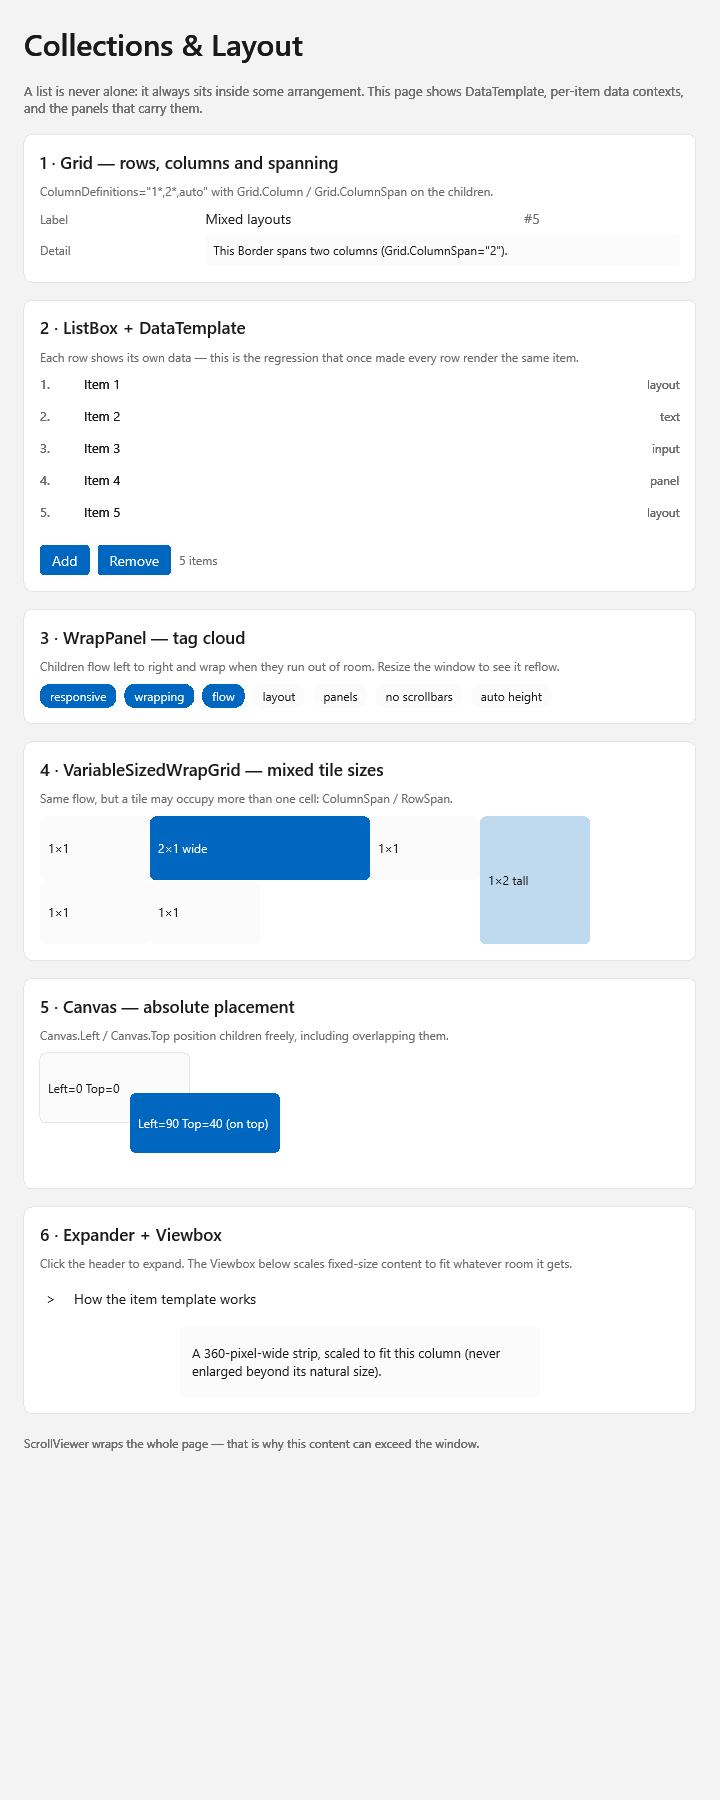 Collections & Layout
A list is never alone: it always sits inside some arrangement. This page shows DataTemplate, per-item data contexts,
and the panels that carry them.
1 · Grid — rows, columns and spanning
ColumnDefinitions="1*,2*,auto" with Grid.Column / Grid.ColumnSpan on the children.
Label Mixed layouts #5
Detail This Border spans two columns (Grid.ColumnSpan="2").
2 · ListBox + DataTemplate
Each row shows its own data — this is the regression that once made every row render the same item.
1. Item 1 layout
2. Item 2 text
3. Item 3 input
4. Item 4 panel
5. Item 5 layout
Add Remove 5 items
3 · WrapPanel — tag cloud
Children flow left to right and wrap when they run out of room. Resize the window to see it reflow.
responsive wrapping flow layout panels no scrollbars auto height
4 · VariableSizedWrapGrid — mixed tile sizes
Same flow, but a tile may occupy more than one cell: ColumnSpan / RowSpan.
1×1 2×1 wide 1×1
1×2 tall
1×1 1×1
5 · Canvas — absolute placement
Canvas.Left / Canvas.Top position children freely, including overlapping them.
Left=0 Top=0
Left=90 Top=40 (on top)
6 · Expander + Viewbox
Click the header to expand. The Viewbox below scales fixed-size content to fit whatever room it gets.
> How the item template works
A 360-pixel-wide strip, scaled to fit this column (never
enlarged beyond its natural size).
ScrollViewer wraps the whole page — that is why this content can exceed the window.